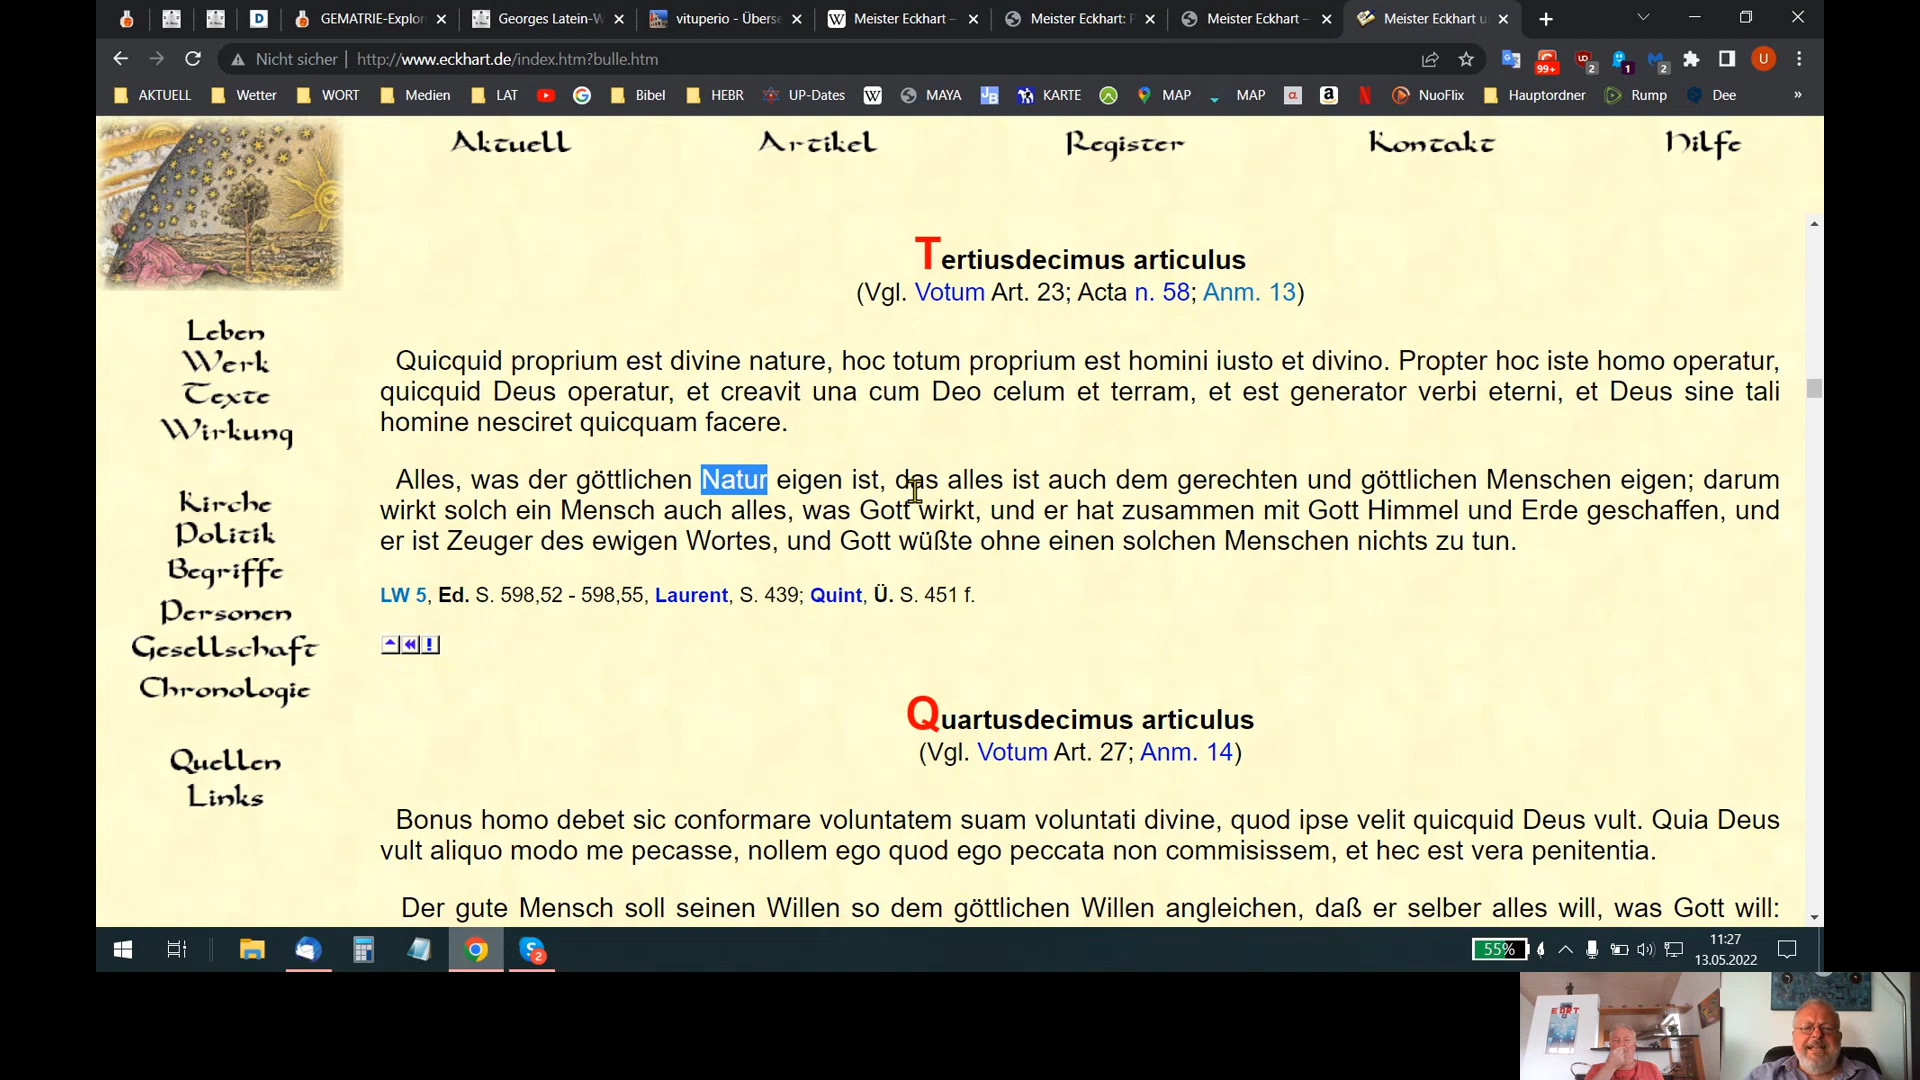 GEMATRIE-Explor
Georges Latein-W
vituperio - Überse
Meister Eckhart –
Meister Eckhart: P
Meister Eckhart –
Meister Eckhart u
Nicht sicher | http://www.eckhart.de/index.htm?bulle.htm
99+ 2 1 2 U
AKTUELL Wetter WORT Medien LAT Bibel HEBR UP-Dates MAYA KARTE MAP MAP NuoFlix Hauptordner Rump Dee »
Aktuell Artikel Register Kontakt Hilfe
Leben
Werk
Texte
Wirkung
Kirche
Politik
Begriffe
Personen
Gesellschaft
Chronologie
Quellen
Links
Tertiusdecimus articulus
(Vgl. Votum Art. 23; Acta n. 58; Anm. 13)
Quicquid proprium est divine nature, hoc totum proprium est homini iusto et divino. Propter hoc iste homo operatur,
quicquid Deus operatur, et creavit una cum Deo celum et terram, et est generator verbi eterni, et Deus sine tali
homine nesciret quicquam facere.
Alles, was der göttlichen Natur eigen ist, das alles ist auch dem gerechten und göttlichen Menschen eigen; darum
wirkt solch ein Mensch auch alles, was Gott wirkt, und er hat zusammen mit Gott Himmel und Erde geschaffen, und
er ist Zeuger des ewigen Wortes, und Gott wüßte ohne einen solchen Menschen nichts zu tun.
LW 5, Ed. S. 598,52 - 598,55, Laurent, S. 439; Quint, Ü. S. 451 f.
Quartusdecimus articulus
(Vgl. Votum Art. 27; Anm. 14)
Bonus homo debet sic conformare voluntatem suam voluntati divine, quod ipse velit quicquid Deus vult. Quia Deus
vult aliquo modo me pecasse, nollem ego quod ego peccata non commisissem, et hec est vera penitentia.
Der gute Mensch soll seinen Willen so dem göttlichen Willen angleichen, daß er selber alles will, was Gott will:
2
55%
11:27
13.05.2022